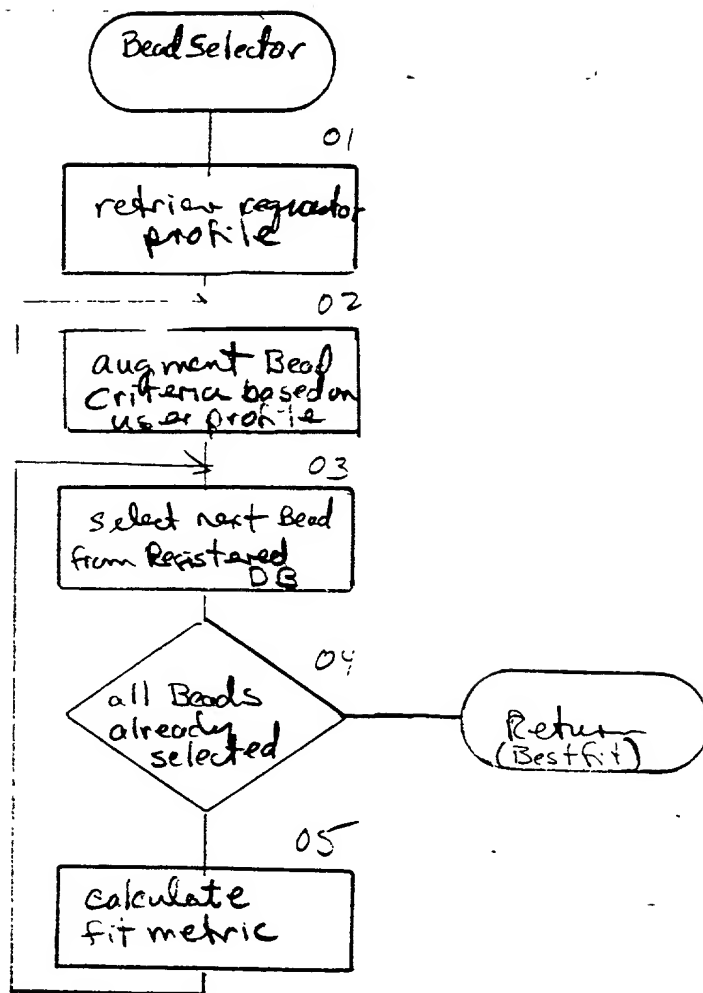 Bead Selector
01
retriev requestor
profile
02
augment Bead
Criteria based on
user profile
03
select next Bead
from Registered
DB
04
all Beads
already
selected
Return
(Bestfit)
05
calculate
fit metric